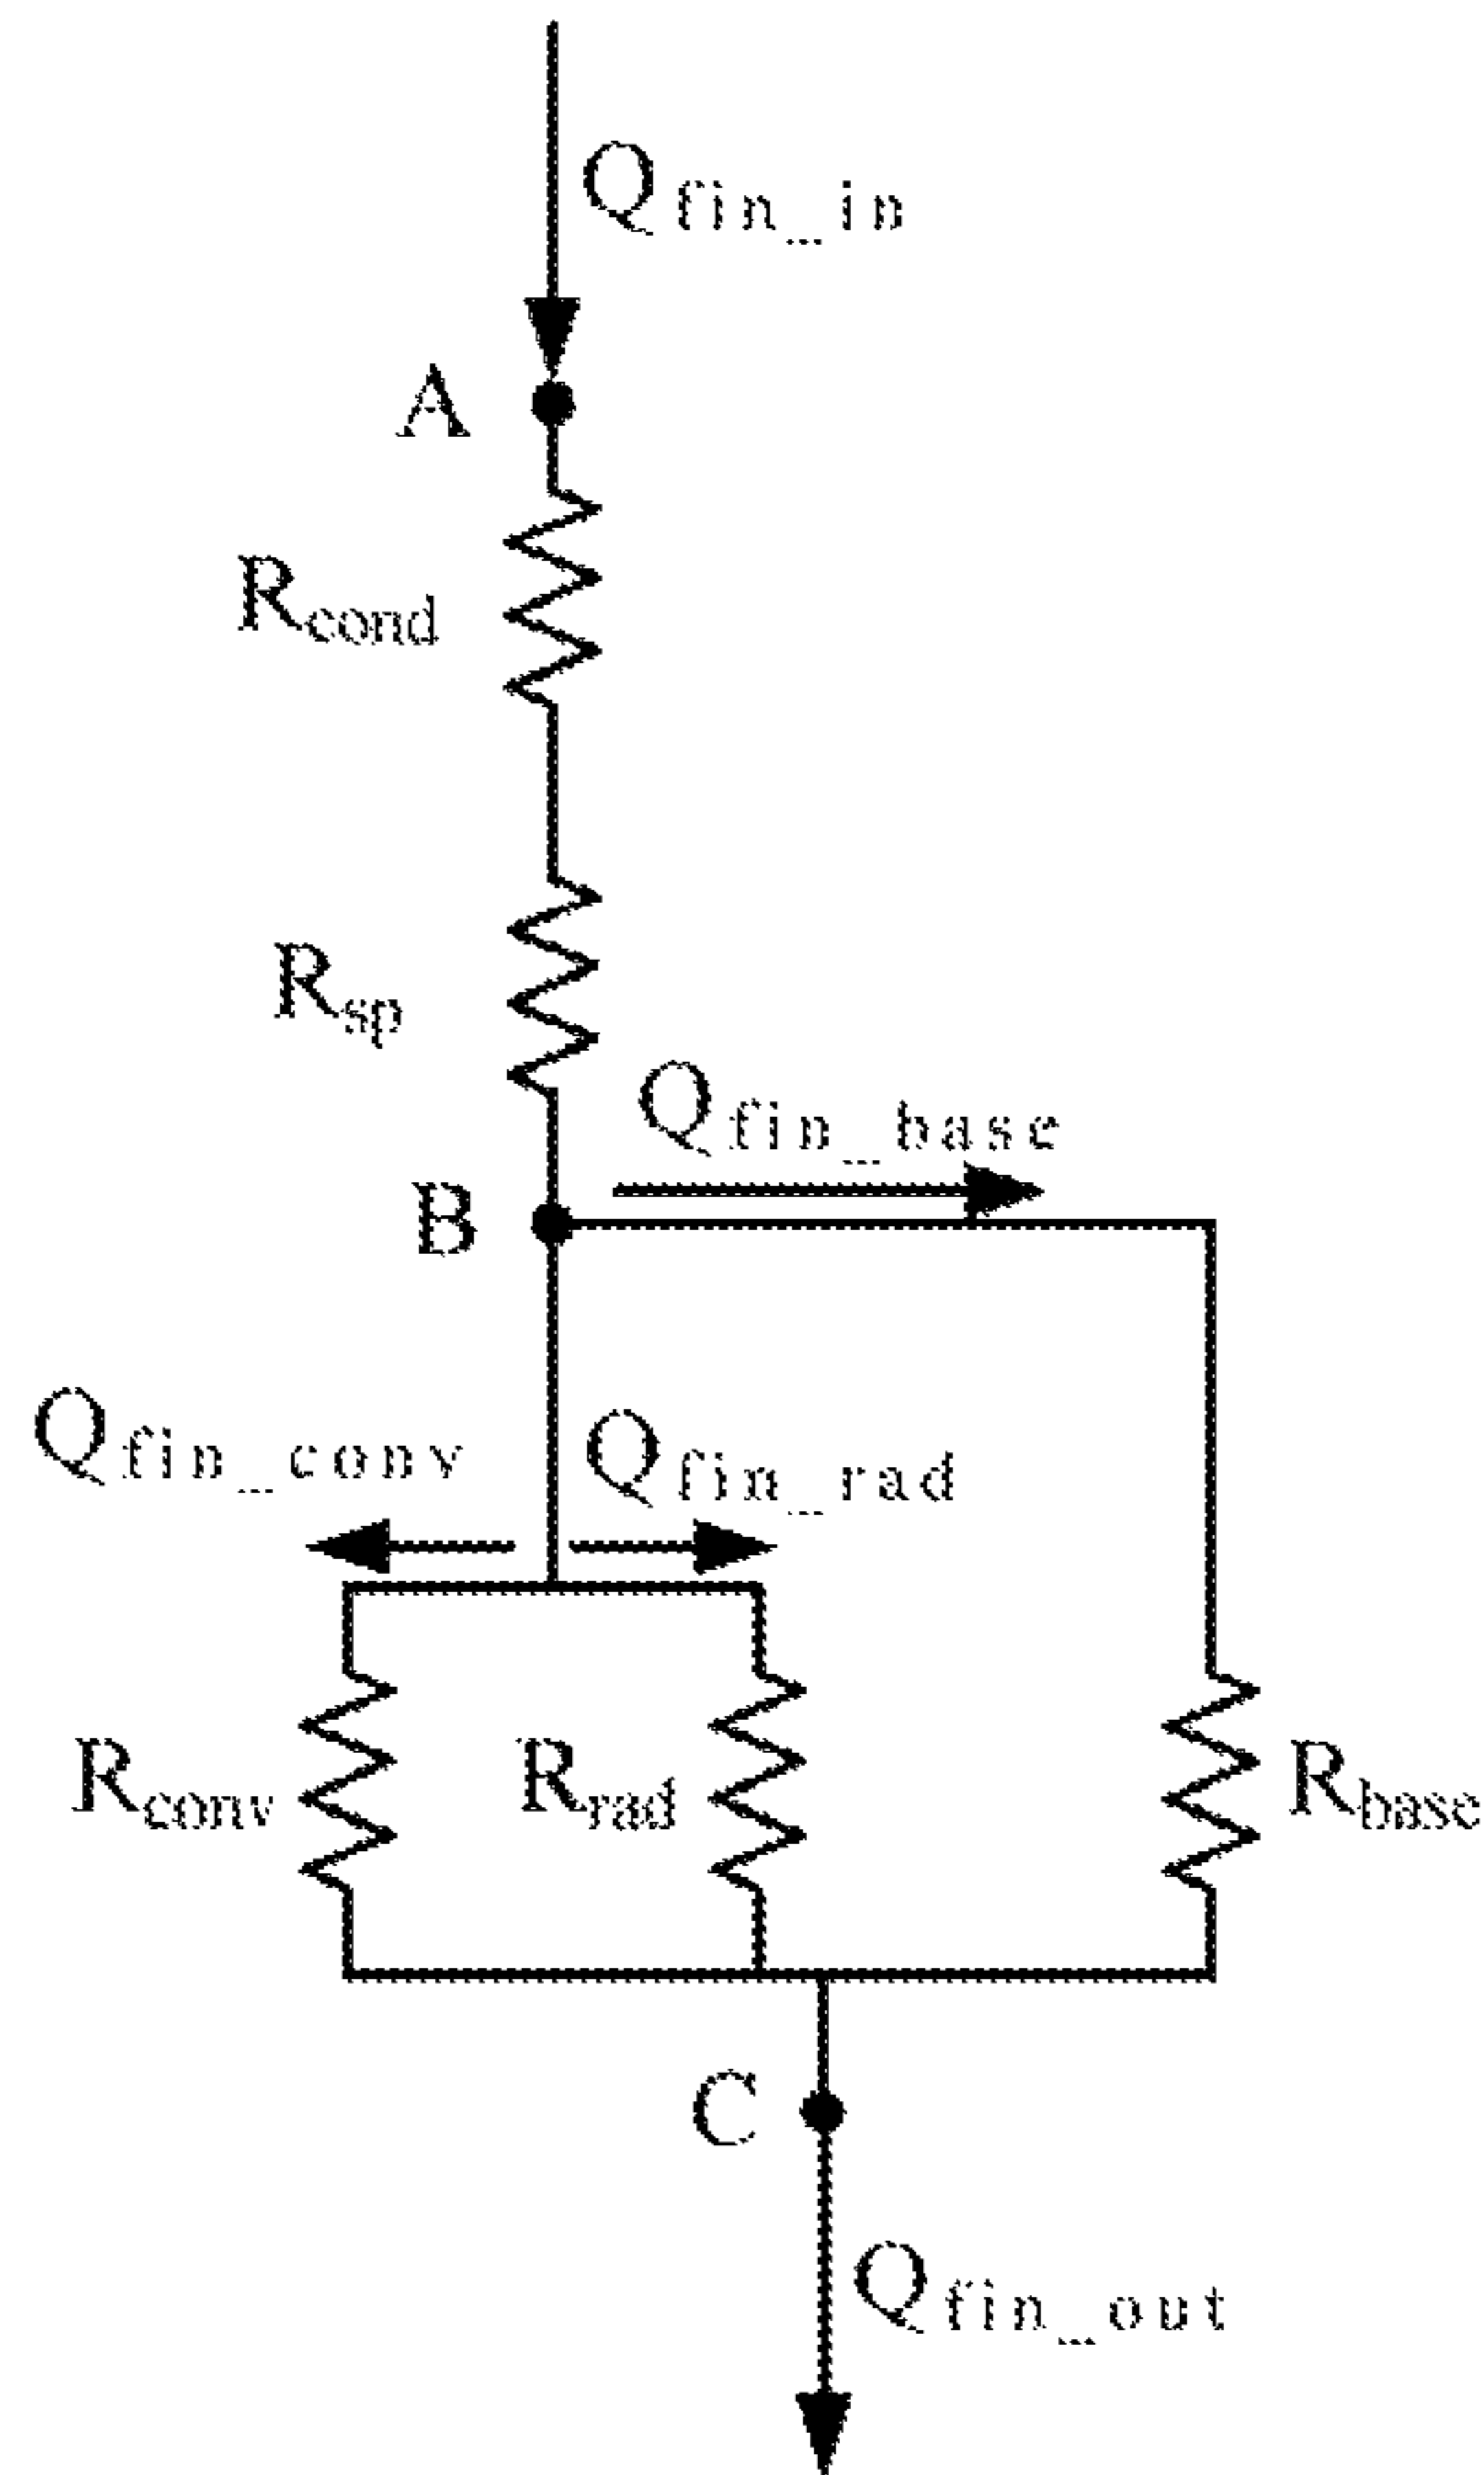 Qfin_in
A
Rcond
Rsp
Qfin_base
B
Qfin_conv
Qfin_rad
Rconv
Rrad
Rbase
C
Qfin_out